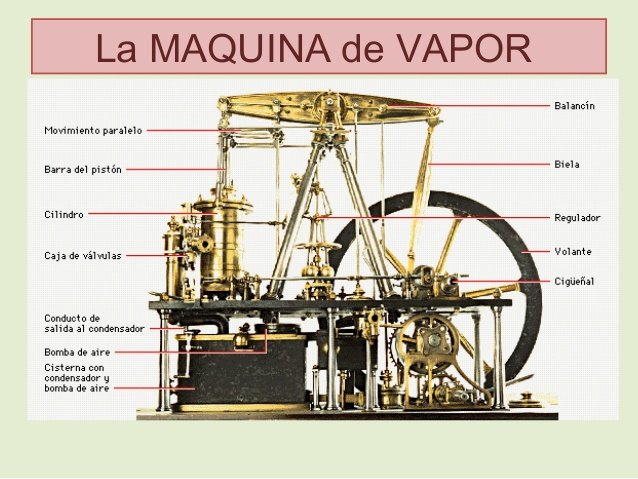 La MAQUINA de VAPOR
Movimiento paralelo
Barra del pistón
Cilindro
Caja de válvulas
Conducto de
salida al condensador
Bomba de aire
Cisterna con
condensador y
bomba de aire
Balancín
Biela
Regulador
Volante
Cigüeñal